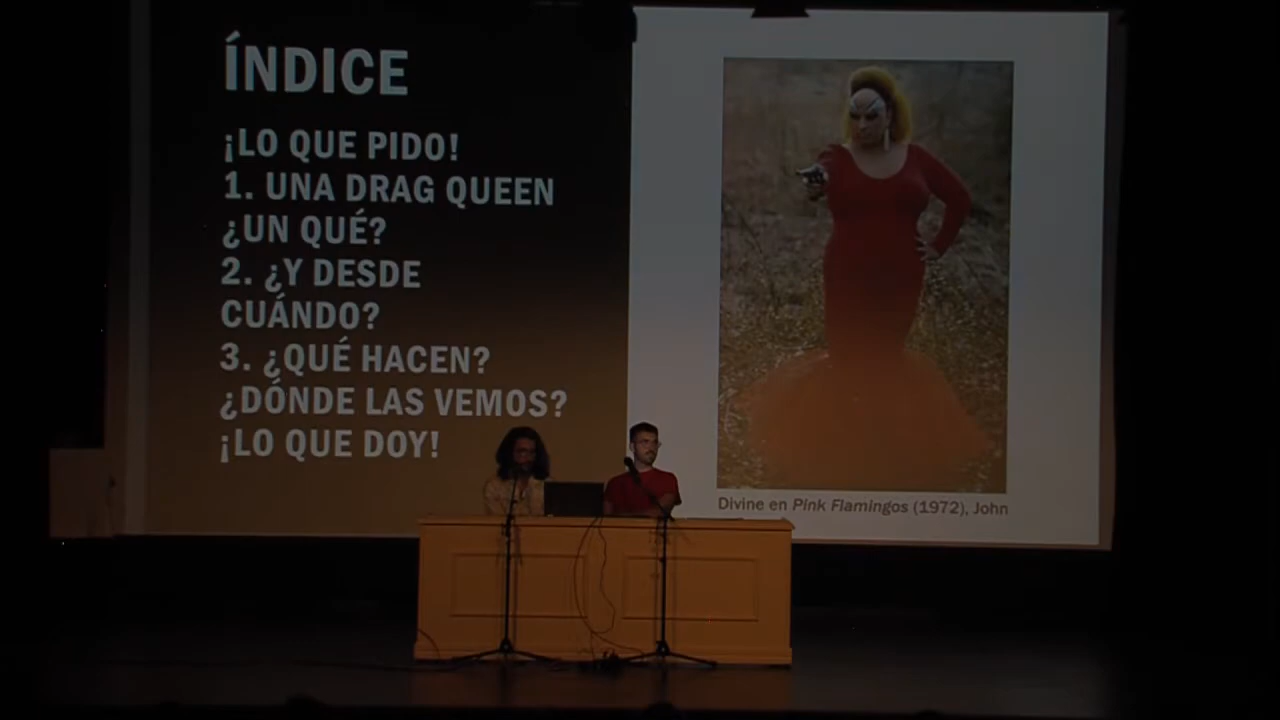 ÍNDICE
¡LO QUE PIDO!
1. UNA DRAG QUEEN
¿UN QUÉ?
2. ¿Y DESDE
CUÁNDO?
3. ¿QUÉ HACEN?
¿DÓNDE LAS VEMOS?
¡LO QUE DOY!
Divine en Pink Flamingos (1972), John